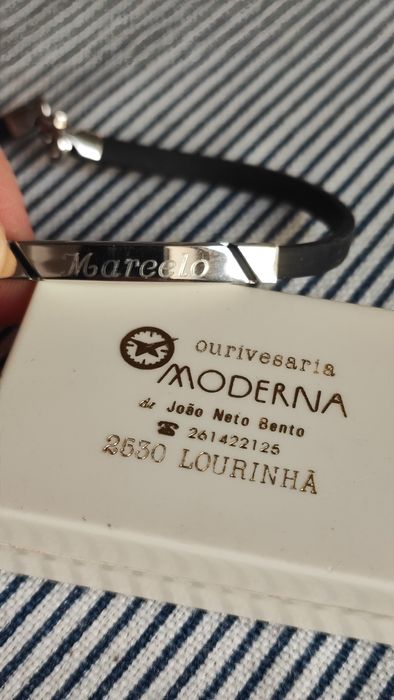 Marcelo
ourivesaria
MODERNA
de João Neto Bento
☎ 261422125
2530 LOURINHÃ